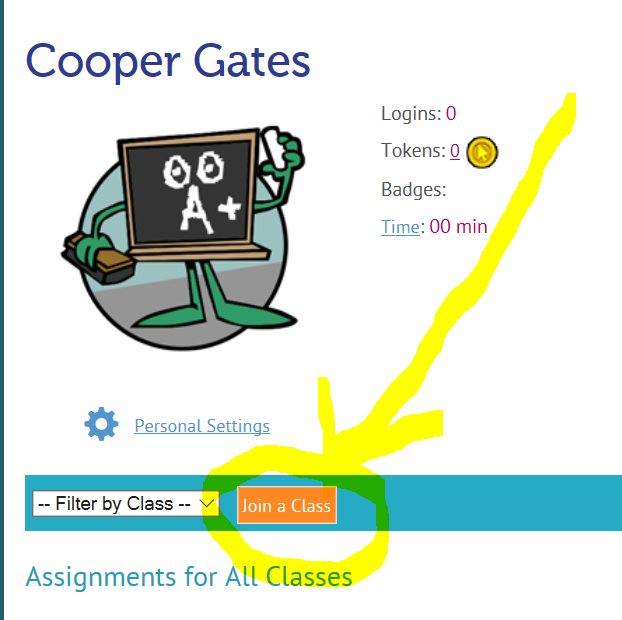 Cooper Gates
Logins: 0
Tokens: 0
Badges:
Time: 00 min
A+
Personal Settings
-- Filter by Class --
Join a Class
Assignments for All Classes